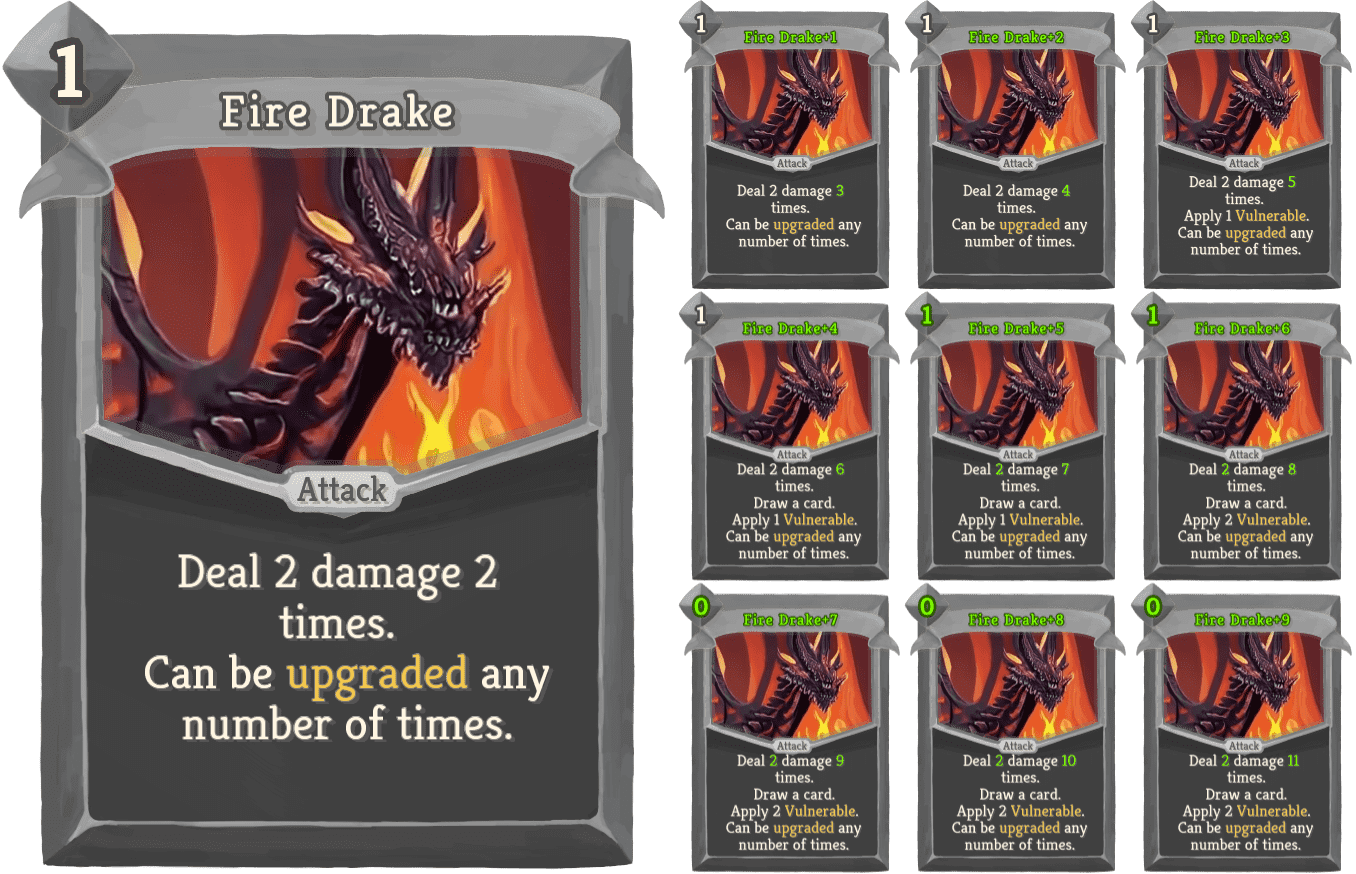 1
Fire Drake
Attack
Deal 2 damage 2
times.
Can be upgraded any
number of times.
1
Fire Drake+1
Attack
Deal 2 damage 3
times.
Can be upgraded any
number of times.
1
Fire Drake+2
Attack
Deal 2 damage 4
times.
Can be upgraded any
number of times.
1
Fire Drake+3
Attack
Deal 2 damage 5
times.
Apply 1 Vulnerable.
Can be upgraded any
number of times.
1
Fire Drake+4
Attack
Deal 2 damage 6
times.
Draw a card.
Apply 1 Vulnerable.
Can be upgraded any
number of times.
1
Fire Drake+5
Attack
Deal 2 damage 7
times.
Draw a card.
Apply 1 Vulnerable.
Can be upgraded any
number of times.
1
Fire Drake+6
Attack
Deal 2 damage 8
times.
Draw a card.
Apply 2 Vulnerable.
Can be upgraded any
number of times.
0
Fire Drake+7
Attack
Deal 2 damage 9
times.
Draw a card.
Apply 2 Vulnerable.
Can be upgraded any
number of times.
0
Fire Drake+8
Attack
Deal 2 damage 10
times.
Draw a card.
Apply 2 Vulnerable.
Can be upgraded any
number of times.
0
Fire Drake+9
Attack
Deal 2 damage 11
times.
Draw a card.
Apply 2 Vulnerable.
Can be upgraded any
number of times.